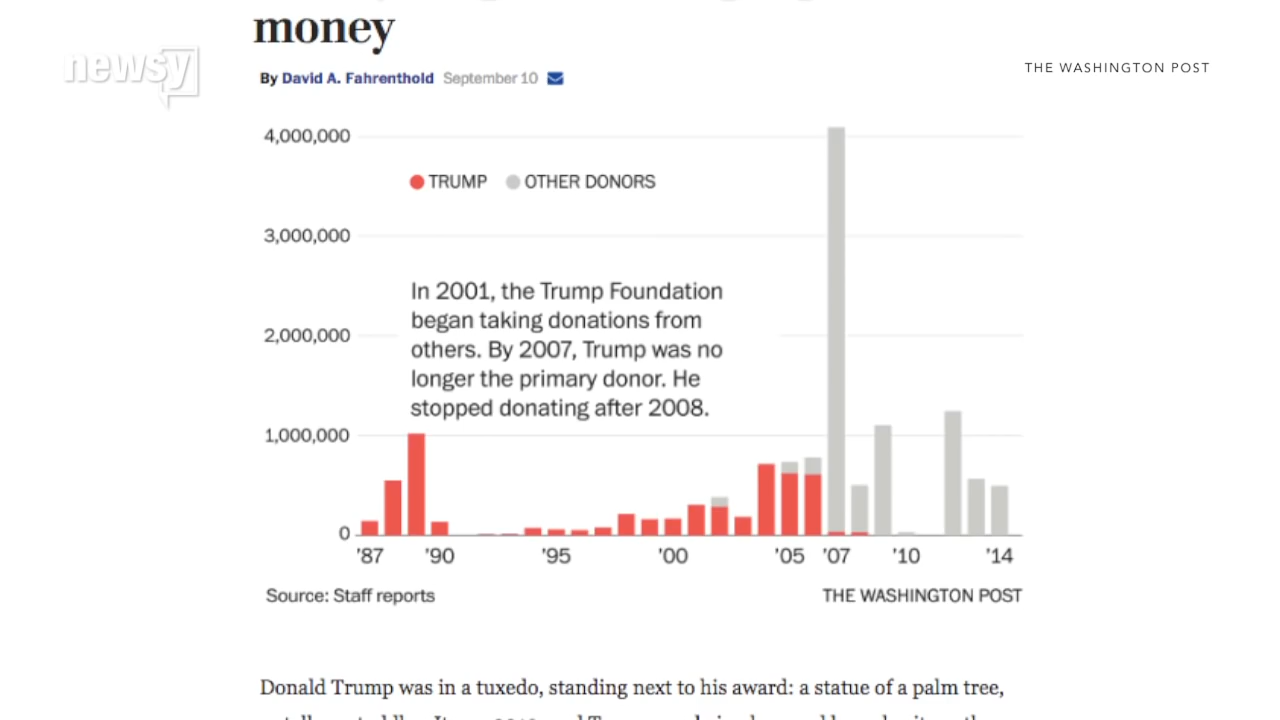 money
newsy
By David A. Fahrenthold September 10
THE WASHINGTON POST
4,000,000
TRUMP OTHER DONORS
3,000,000
In 2001, the Trump Foundation
began taking donations from
2,000,000
others. By 2007, Trump was no
longer the primary donor. He
stopped donating after 2008.
1,000,000
0
'87 '90 '95 '00 '05 '07 '10 '14
Source: Staff reports THE WASHINGTON POST
Donald Trump was in a tuxedo, standing next to his award: a statue of a palm tree,